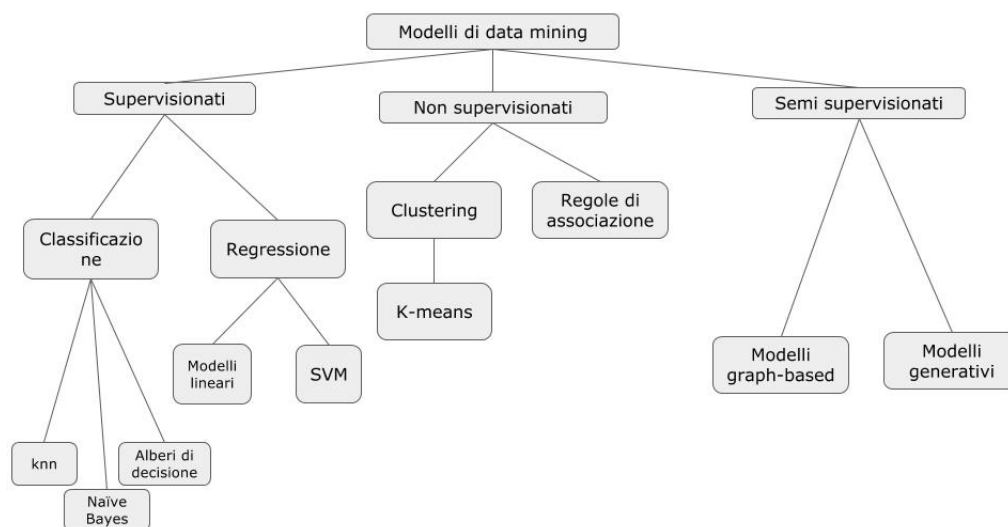 Modelli di data mining
Supervisionati
Non supervisionati
Semi supervisionati
Clustering
Regole di
associazione
Classificazio
ne
Regressione
K-means
Modelli
lineari
SVM
Modelli
graph-based
Modelli
generativi
knn
Alberi di
decisione
Naïve
Bayes